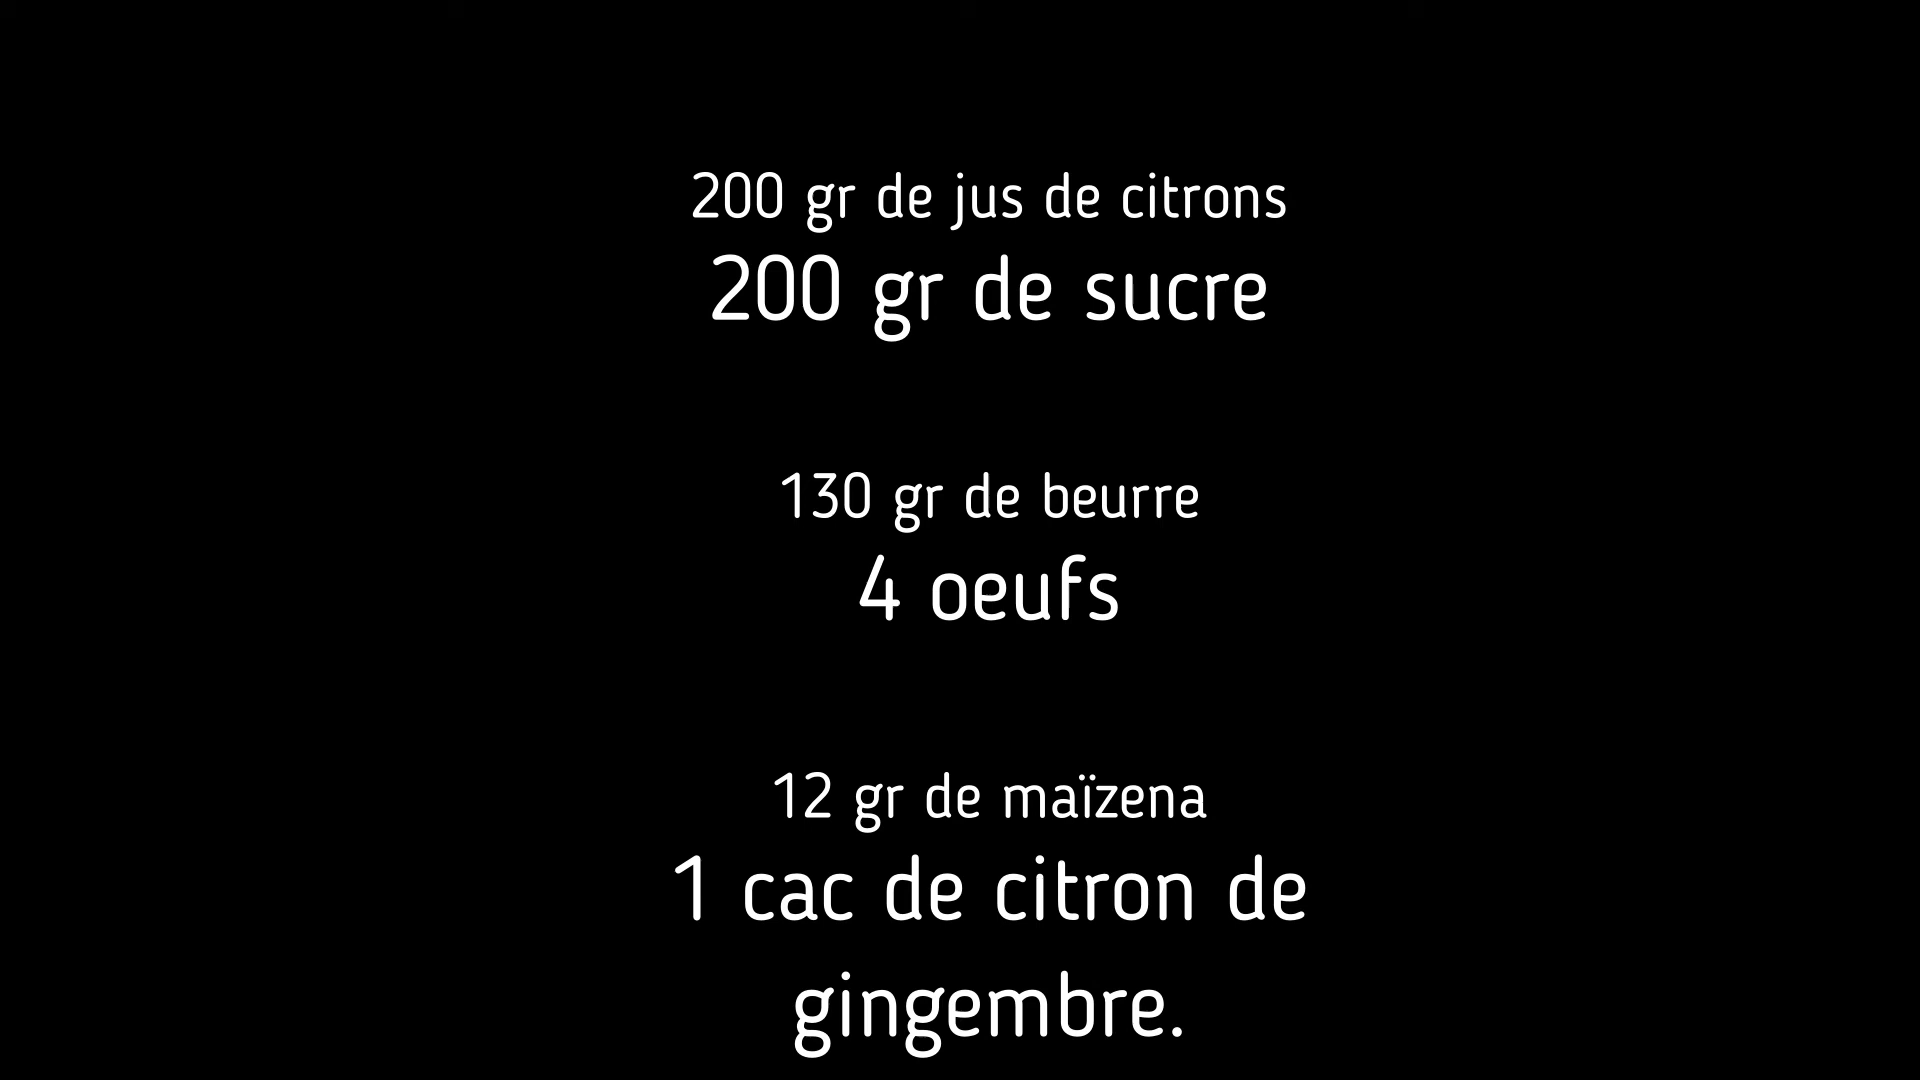 200 gr de jus de citrons
200 gr de sucre
130 gr de beurre
4 oeufs
12 gr de maïzena
1 cac de citron de
gingembre.